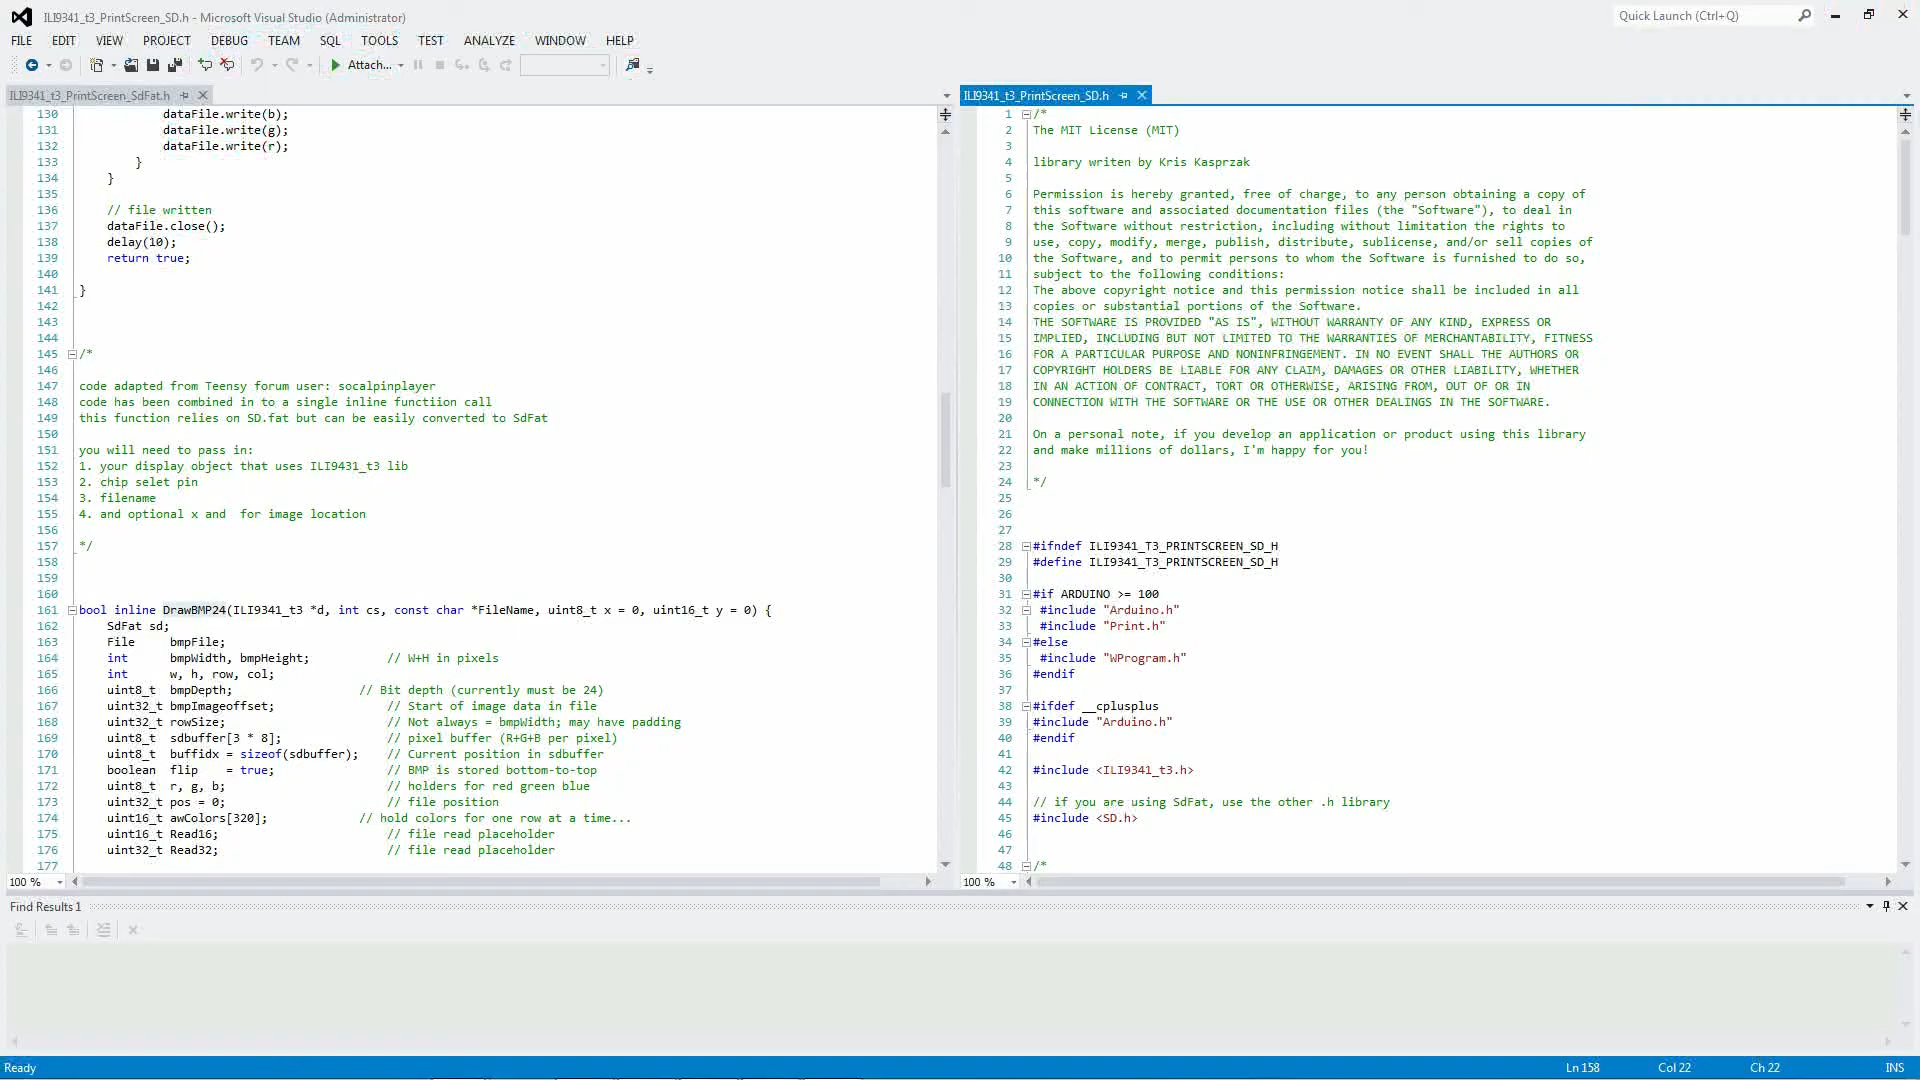 ILI9341_t3_PrintScreen_SD.h - Microsoft Visual Studio (Administrator)
Quick Launch (Ctrl+Q)
FILE EDIT VIEW PROJECT DEBUG TEAM SQL TOOLS TEST ANALYZE WINDOW HELP
Attach...
ILI9341_t3_PrintScreen_SdFat.h
130 dataFile.write(b);
131 dataFile.write(g);
132 dataFile.write(r);
133 }
134 }
135
136 // file written
137 dataFile.close();
138 delay(10);
139 return true;
140
141 }
142
143
144
145 /*
146
147 code adapted from Teensy forum user: socalpinplayer
148 code has been combined in to a single inline functiion call
149 this function relies on SD.fat but can be easily converted to SdFat
150
151 you will need to pass in:
152 1. your display object that uses ILI9431_t3 lib
153 2. chip selet pin
154 3. filename
155 4. and optional x and  for image location
156
157 */
158
159
160
161 bool inline DrawBMP24(ILI9341_t3 *d, int cs, const char *FileName, uint8_t x = 0, uint16_t y = 0) {
162 SdFat sd;
163 File bmpFile;
164 int bmpWidth, bmpHeight; // W+H in pixels
165 int w, h, row, col;
166 uint8_t bmpDepth; // Bit depth (currently must be 24)
167 uint32_t bmpImageoffset; // Start of image data in file
168 uint32_t rowSize; // Not always = bmpWidth; may have padding
169 uint8_t sdbuffer[3 * 8]; // pixel buffer (R+G+B per pixel)
170 uint8_t buffidx = sizeof(sdbuffer); // Current position in sdbuffer
171 boolean flip = true; // BMP is stored bottom-to-top
172 uint8_t r, g, b; // holders for red green blue
173 uint32_t pos = 0; // file position
174 uint16_t awColors[320]; // hold colors for one row at a time...
175 uint16_t Read16; // file read placeholder
176 uint32_t Read32; // file read placeholder
177
100 %
ILI9341_t3_PrintScreen_SD.h
1 /*
2 The MIT License (MIT)
3
4 library writen by Kris Kasprzak
5
6 Permission is hereby granted, free of charge, to any person obtaining a copy of
7 this software and associated documentation files (the "Software"), to deal in
8 the Software without restriction, including without limitation the rights to
9 use, copy, modify, merge, publish, distribute, sublicense, and/or sell copies of
10 the Software, and to permit persons to whom the Software is furnished to do so,
11 subject to the following conditions:
12 The above copyright notice and this permission notice shall be included in all
13 copies or substantial portions of the Software.
14 THE SOFTWARE IS PROVIDED "AS IS", WITHOUT WARRANTY OF ANY KIND, EXPRESS OR
15 IMPLIED, INCLUDING BUT NOT LIMITED TO THE WARRANTIES OF MERCHANTABILITY, FITNESS
16 FOR A PARTICULAR PURPOSE AND NONINFRINGEMENT. IN NO EVENT SHALL THE AUTHORS OR
17 COPYRIGHT HOLDERS BE LIABLE FOR ANY CLAIM, DAMAGES OR OTHER LIABILITY, WHETHER
18 IN AN ACTION OF CONTRACT, TORT OR OTHERWISE, ARISING FROM, OUT OF OR IN
19 CONNECTION WITH THE SOFTWARE OR THE USE OR OTHER DEALINGS IN THE SOFTWARE.
20
21 On a personal note, if you develop an application or product using this library
22 and make millions of dollars, I'm happy for you!
23
24 */
25
26
27
28 #ifndef ILI9341_T3_PRINTSCREEN_SD_H
29 #define ILI9341_T3_PRINTSCREEN_SD_H
30
31 #if ARDUINO >= 100
32 #include "Arduino.h"
33 #include "Print.h"
34 #else
35 #include "WProgram.h"
36 #endif
37
38 #ifdef __cplusplus
39 #include "Arduino.h"
40 #endif
41
42 #include <ILI9341_t3.h>
43
44 // if you are using SdFat, use the other .h library
45 #include <SD.h>
46
47
48 /*
100 %
Find Results 1
Ready
Ln 158 Col 22 Ch 22 INS